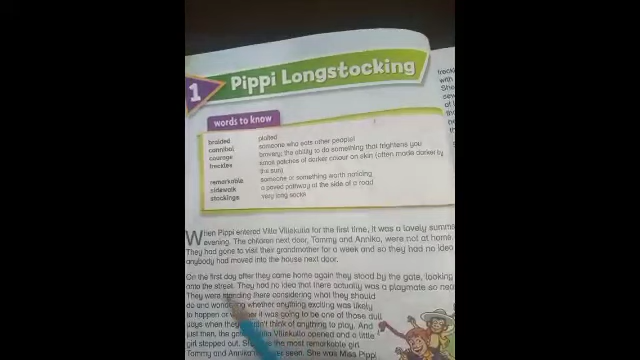 1
Pippi Longstocking
words to know
braided plaited
cannibal someone who eats other people
courage bravery; the ability to do something that frightens you
freckles small patches of darker colour on skin (often made darker by
the sun)
remarkable someone or something worth noticing
sidewalk a paved pathway at the side of a road
stockings very long socks
When Pippi entered Villa Villekulla for the first time, it was a lovely summ
evening. The children next door, Tommy and Annika, were not at home.
They had gone to visit their grandmother for a week and so they had no idea
anybody had moved into the house next door.
On the first day after they came home again they stood by the gate, looking
onto the street. They had no idea that there actually was a playmate so nea
They were standing there considering what they should
do and wondering whether anything exciting was likely
to happen or it was going to be one of those dull
days when they n't think of anything to play. And
just then, the Villa Villekulla opened and a little
girl stepped out. the most remarkable girl
Tommy and Annika seen. She was Miss Pippi
freck
with